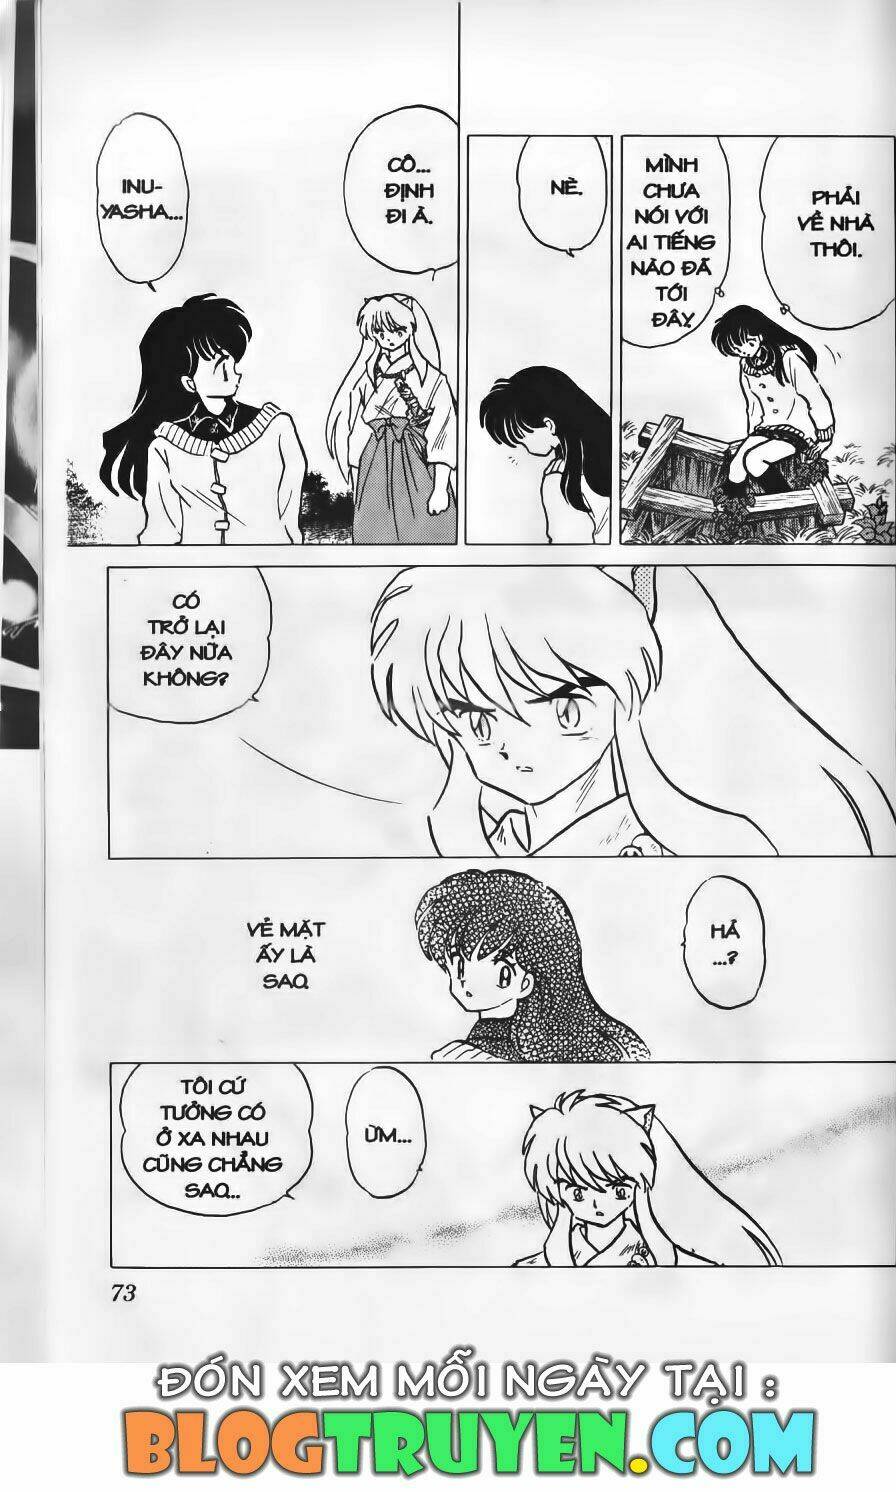 PHẢI
VỀ NHÀ
THÔI.
MÌNH
CHƯA
NÓI VỚI
AI TIẾNG
NÀO ĐÃ
TỚI
ĐÂY.
NÈ.
CÔ...
ĐỊNH
ĐI À.
INU-
YASHA...
CÓ
TRỞ LẠI
ĐÂY NỮA
KHÔNG?
HẢ
...?
VẺ MẶT
ẤY LÀ
SAO.
ỪM...
TÔI CỨ
TƯỞNG CÓ
Ở XA NHAU
CŨNG CHẲNG
SAO...
73
ĐÓN XEM MỖI NGÀY TẠI :
BLOGTRUYEN.COM